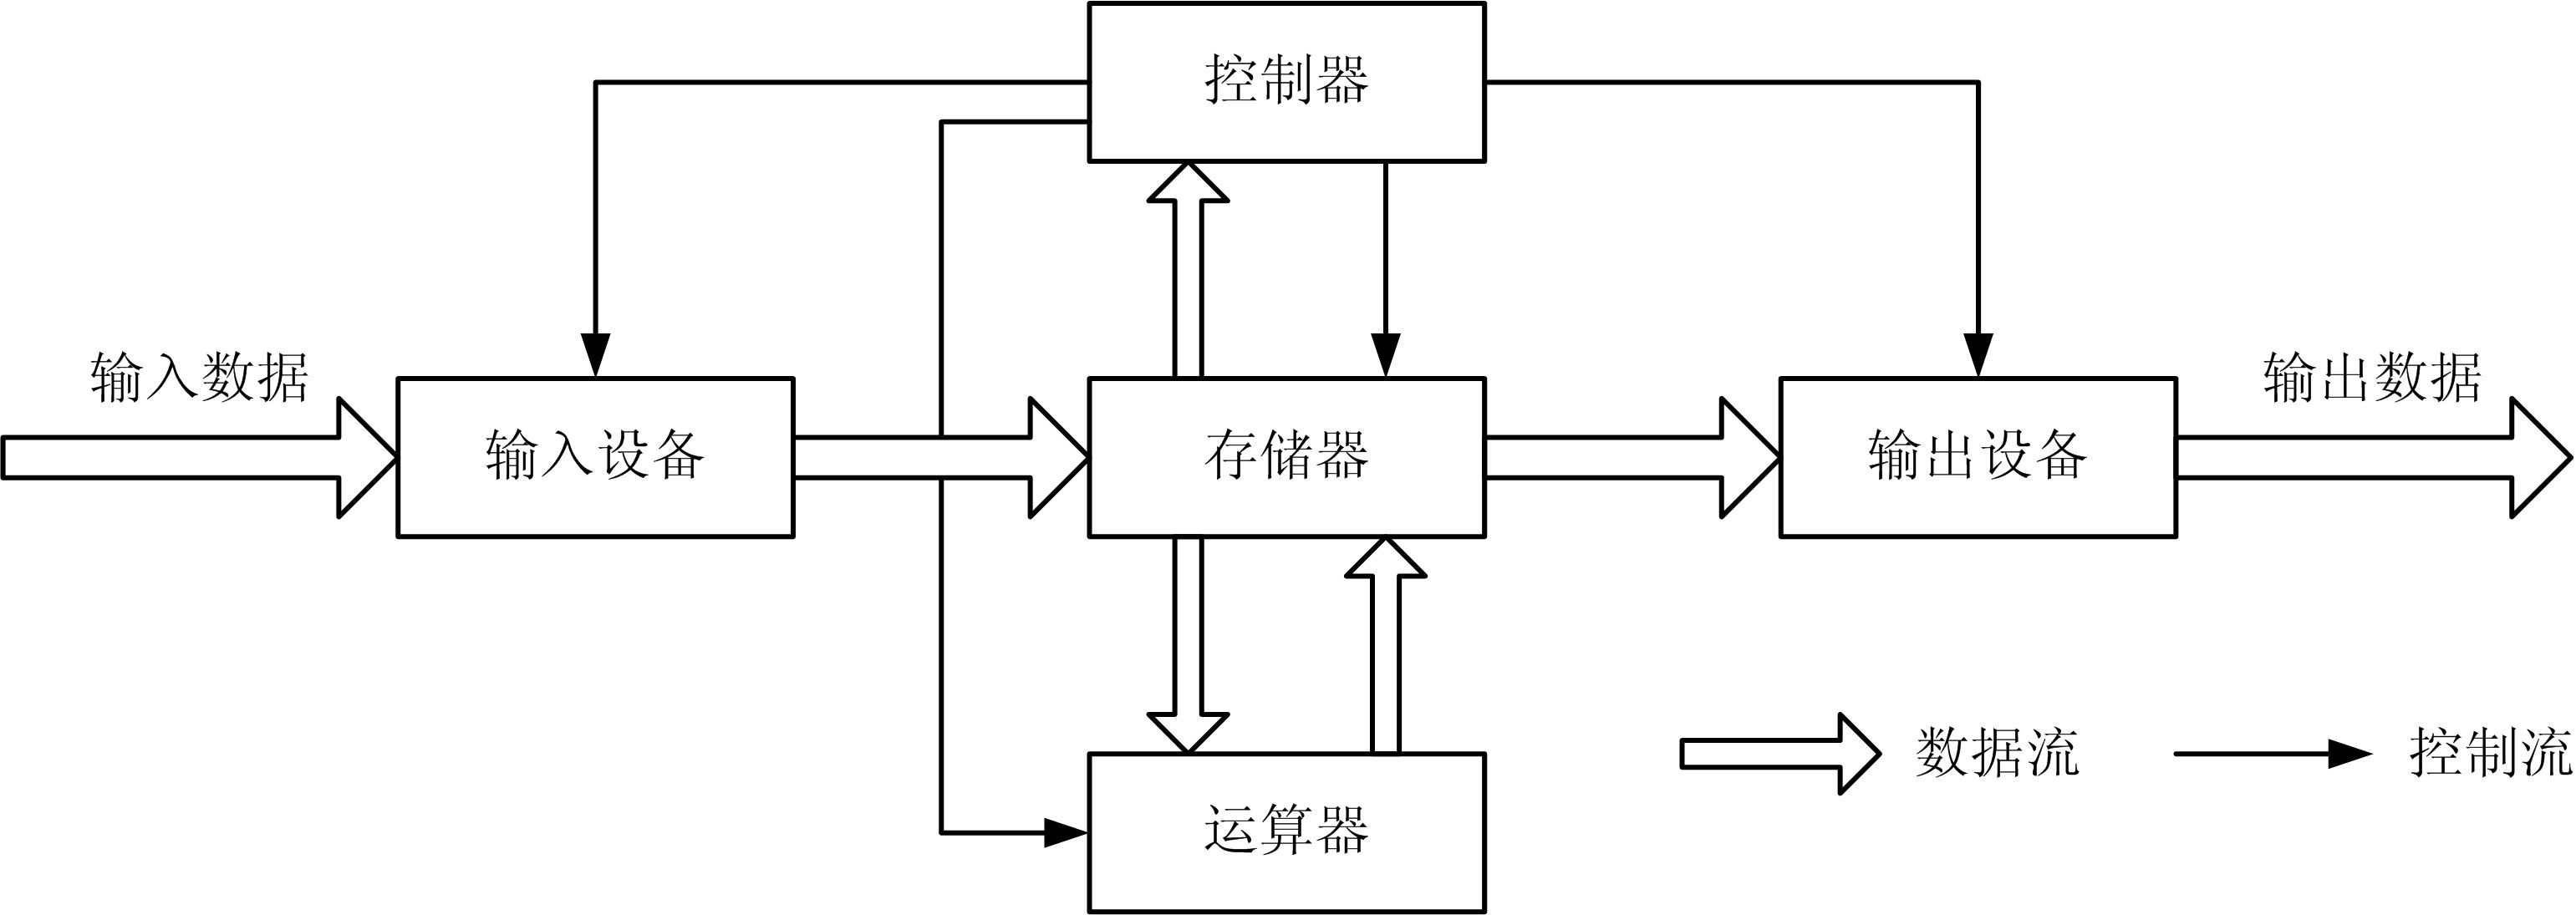 控制器
输入数据
输出数据
输入设备
存储器
输出设备
数据流
控制流
运算器